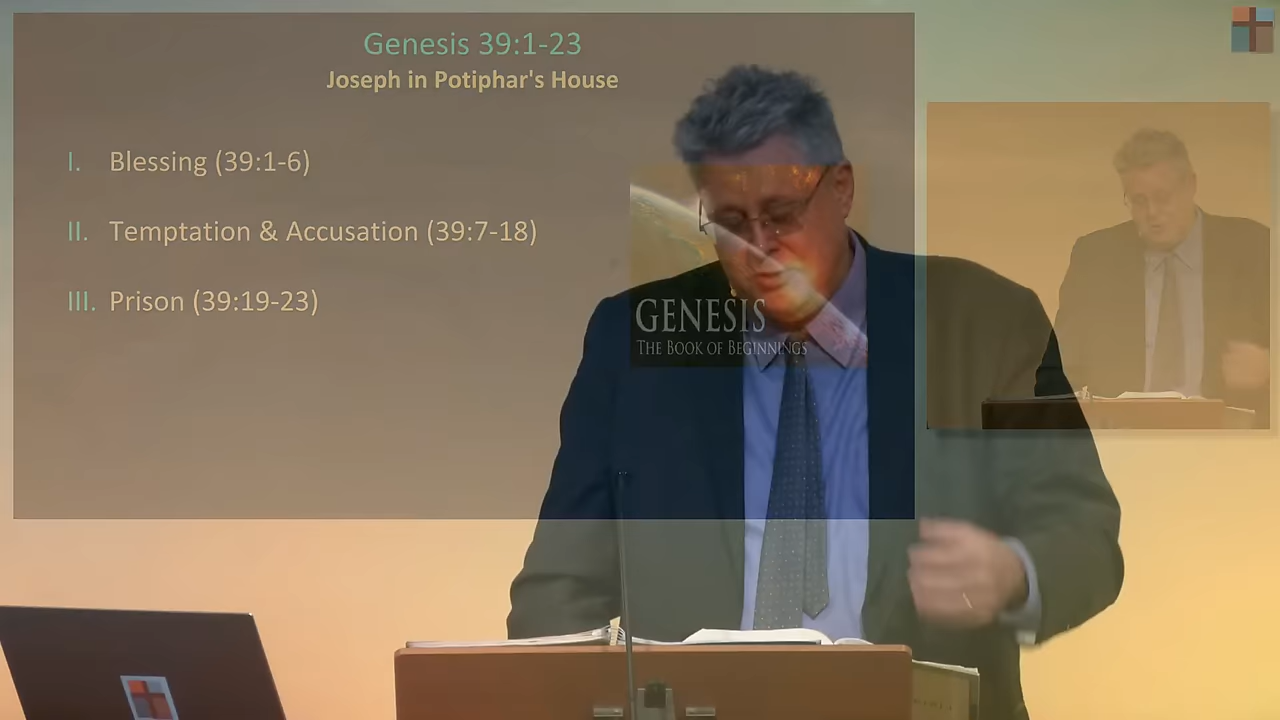 Genesis 39:1-23
Joseph in Potiphar's House
I. Blessing (39:1-6)
II. Temptation & Accusation (39:7-18)
III. Prison (39:19-23)
GENESIS
THE BOOK OF BEGINNINGS